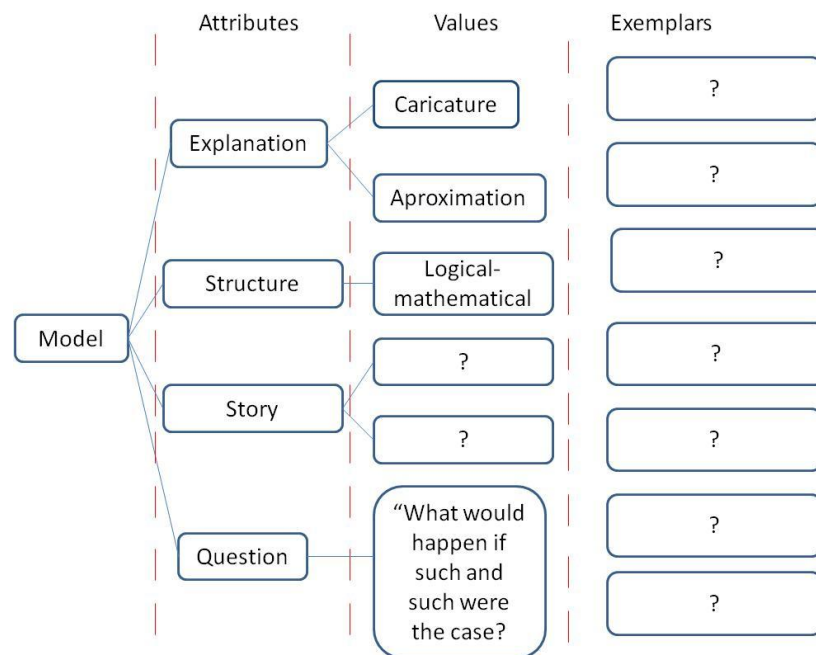 Attributes
Values
Exemplars
Caricature
?
Explanation
?
Aproximation
Structure
Logical-
mathematical
?
Model
?
?
Story
?
?
Question
“What would
happen if
such and
such were
the case?
?
?